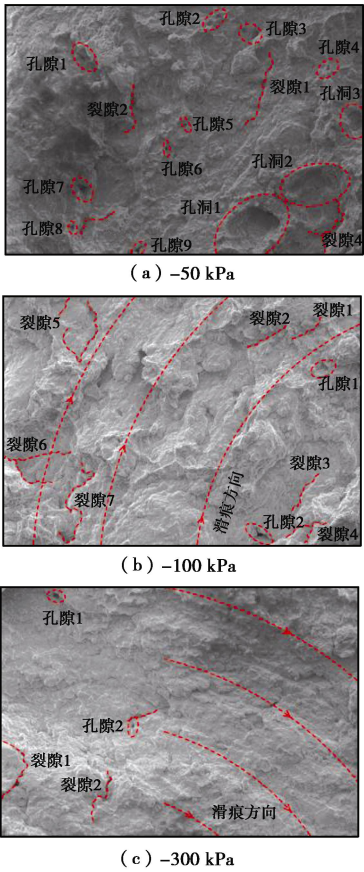 孔隙2
孔隙3
孔隙1
孔隙4
裂隙2
裂隙1
孔洞3
孔隙5
孔隙6
孔洞2
孔隙7
孔洞1
孔隙8
孔隙9
裂隙4
（a）-50 kPa
裂隙5
裂隙2
裂隙1
孔隙1
裂隙6
裂隙3
裂隙7
滑痕方向
孔隙2
裂隙4
（b）-100 kPa
孔隙1
孔隙2
裂隙1
裂隙2
滑痕方向
（c）-300 kPa